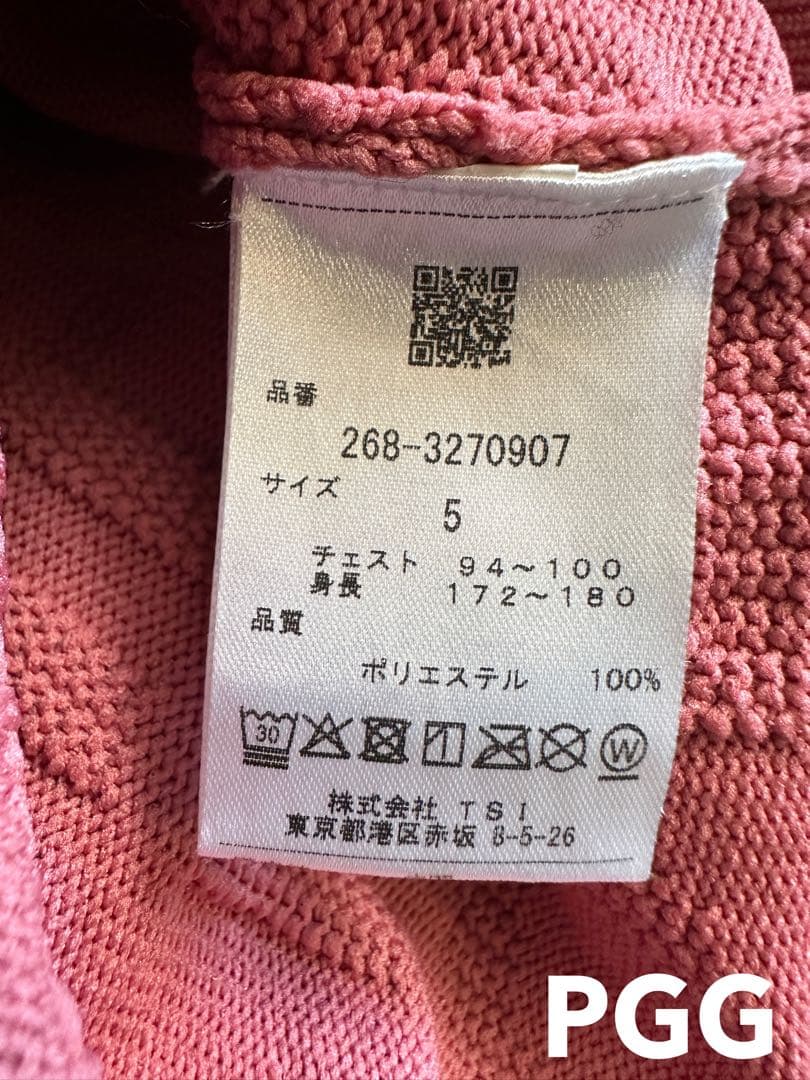 品番
268-3270907
サイズ
5
チェスト 94～100
身長 172～180
品質
ポリエステル 100%
30 W
株式会社 TSI
東京都港区赤坂 8-5-26
PGG